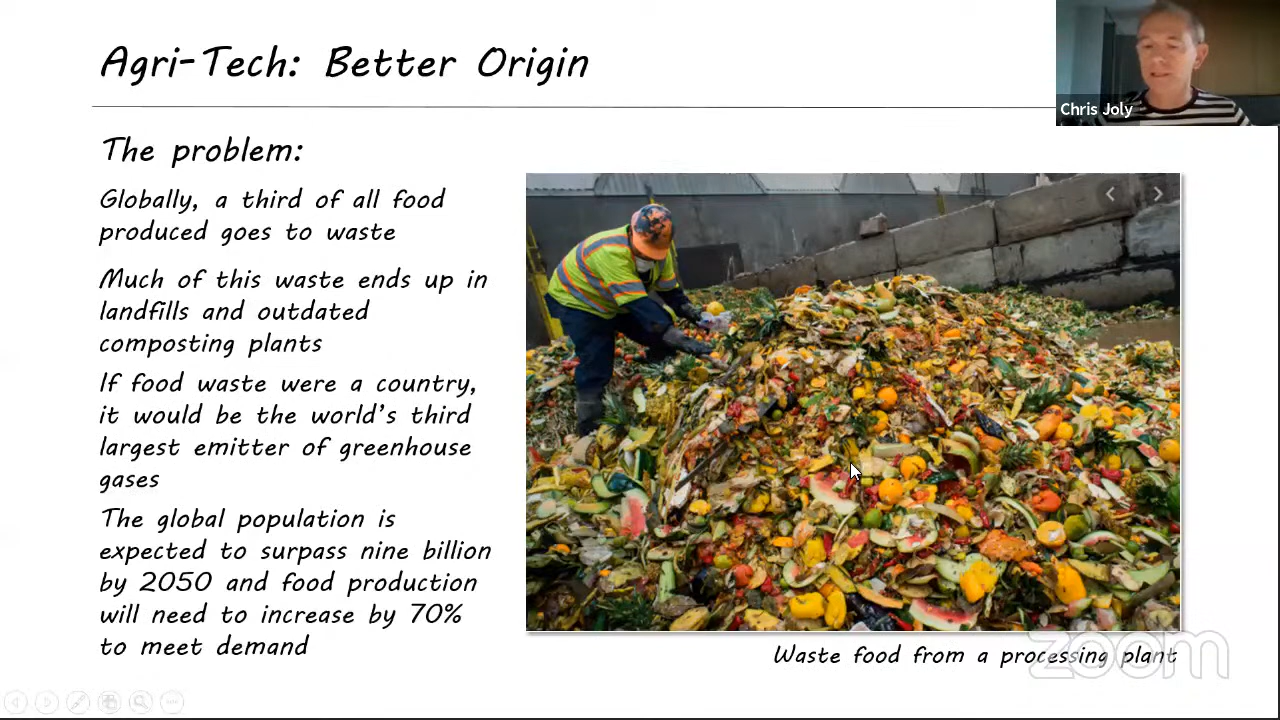 Agri-Tech: Better Origin
Chris Joly
The problem:
Globally, a third of all food
produced goes to waste
Much of this waste ends up in
landfills and outdated
composting plants
If food waste were a country,
it would be the world's third
largest emitter of greenhouse
gases
The global population is
expected to surpass nine billion
by 2050 and food production
will need to increase by 70%
to meet demand
Waste food from a processing plant
zoom